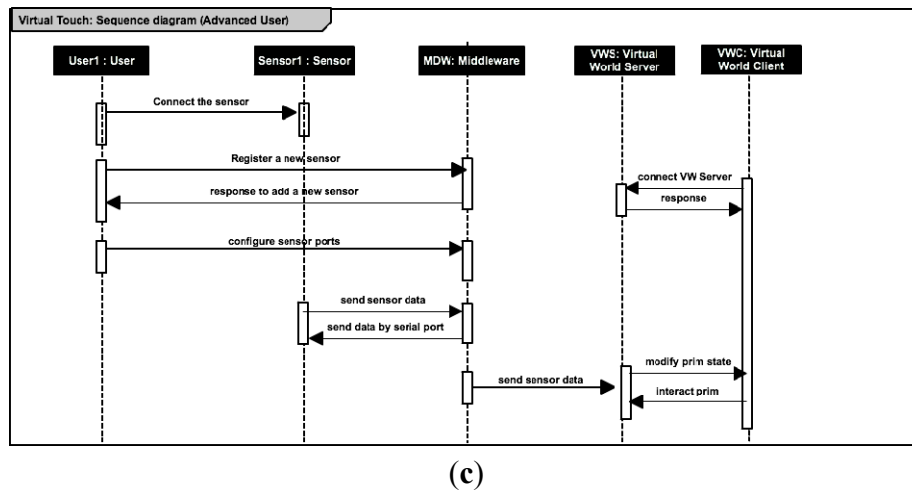 Virtual Touch: Sequence diagram (Advanced User)
User1 : User
Sensor1 : Sensor
MDW: Middleware
VWS: Virtual
World Server
VWC: Virtual
World Client
Connect the sensor
Register a new sensor
connect VW Server
response to add a new sensor
response
configure sensor ports
send sensor data
send data by serial port
modify prim state
send sensor data
interact prim
(c)